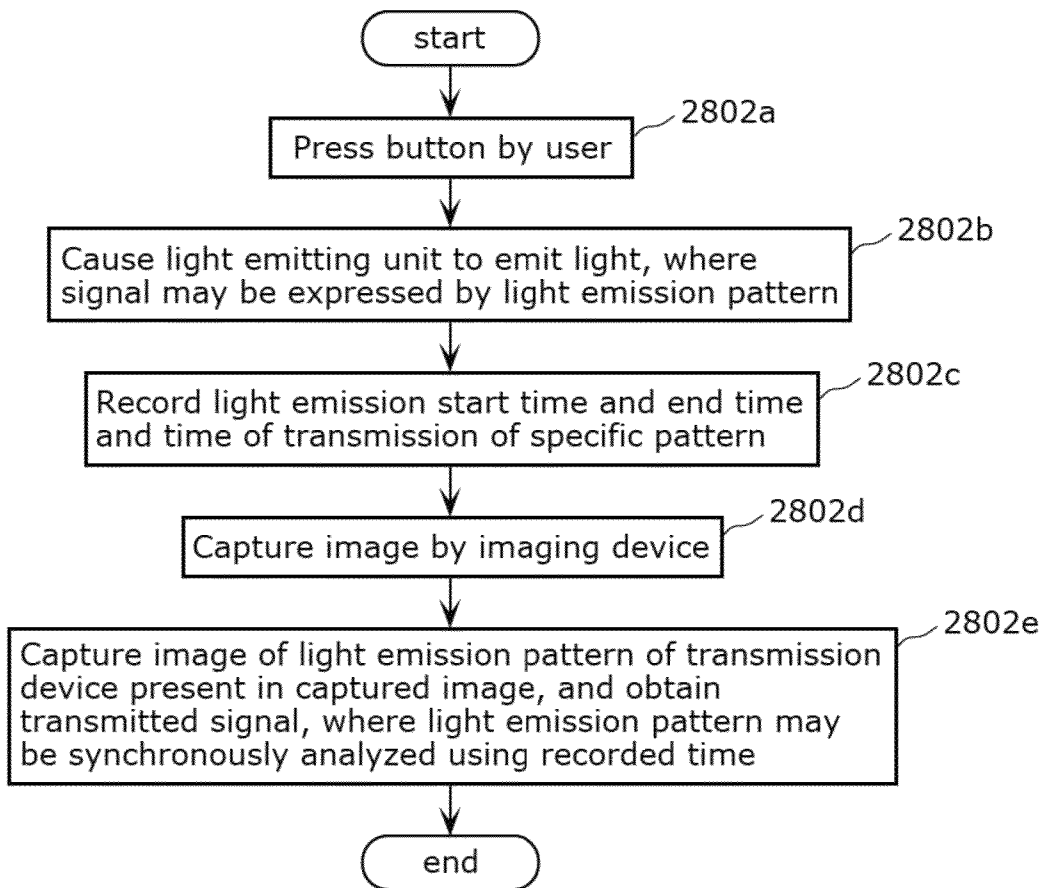 start
2802a
Press button by user
2802b
Cause light emitting unit to emit light, where
signal may be expressed by light emission pattern
2802c
Record light emission start time and end time
and time of transmission of specific pattern
2802d
Capture image by imaging device
2802e
Capture image of light emission pattern of transmission
device present in captured image, and obtain
transmitted signal, where light emission pattern may
be synchronously analyzed using recorded time
end